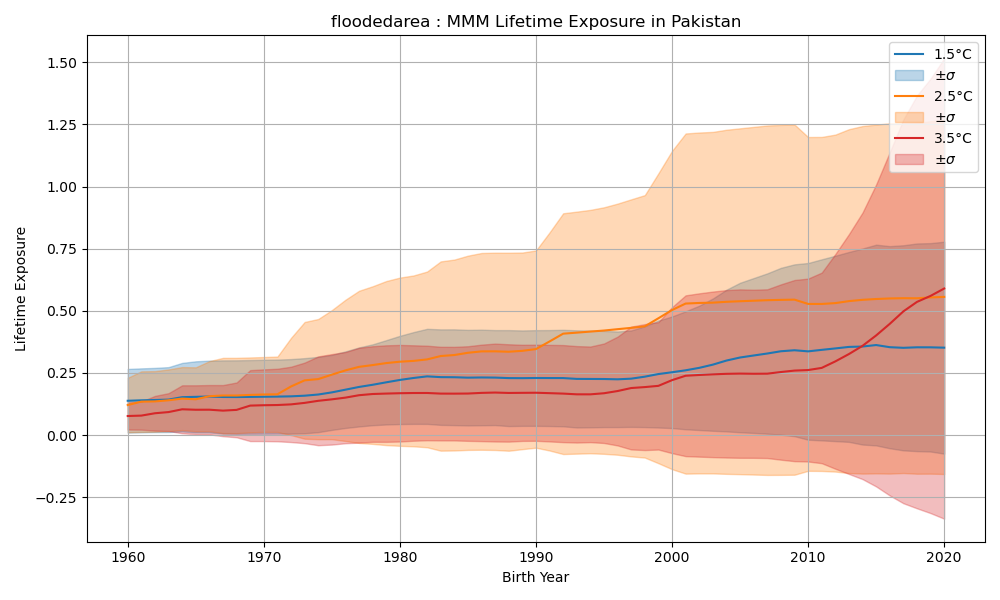 floodedarea : MMM Lifetime Exposure in Pakistan
1.50
1.25
1.00
0.75
0.50
0.25
0.00
−0.25
Lifetime Exposure
1.5°C
±σ
2.5°C
±σ
3.5°C
±σ
1960 1970 1980 1990 2000 2010 2020
Birth Year